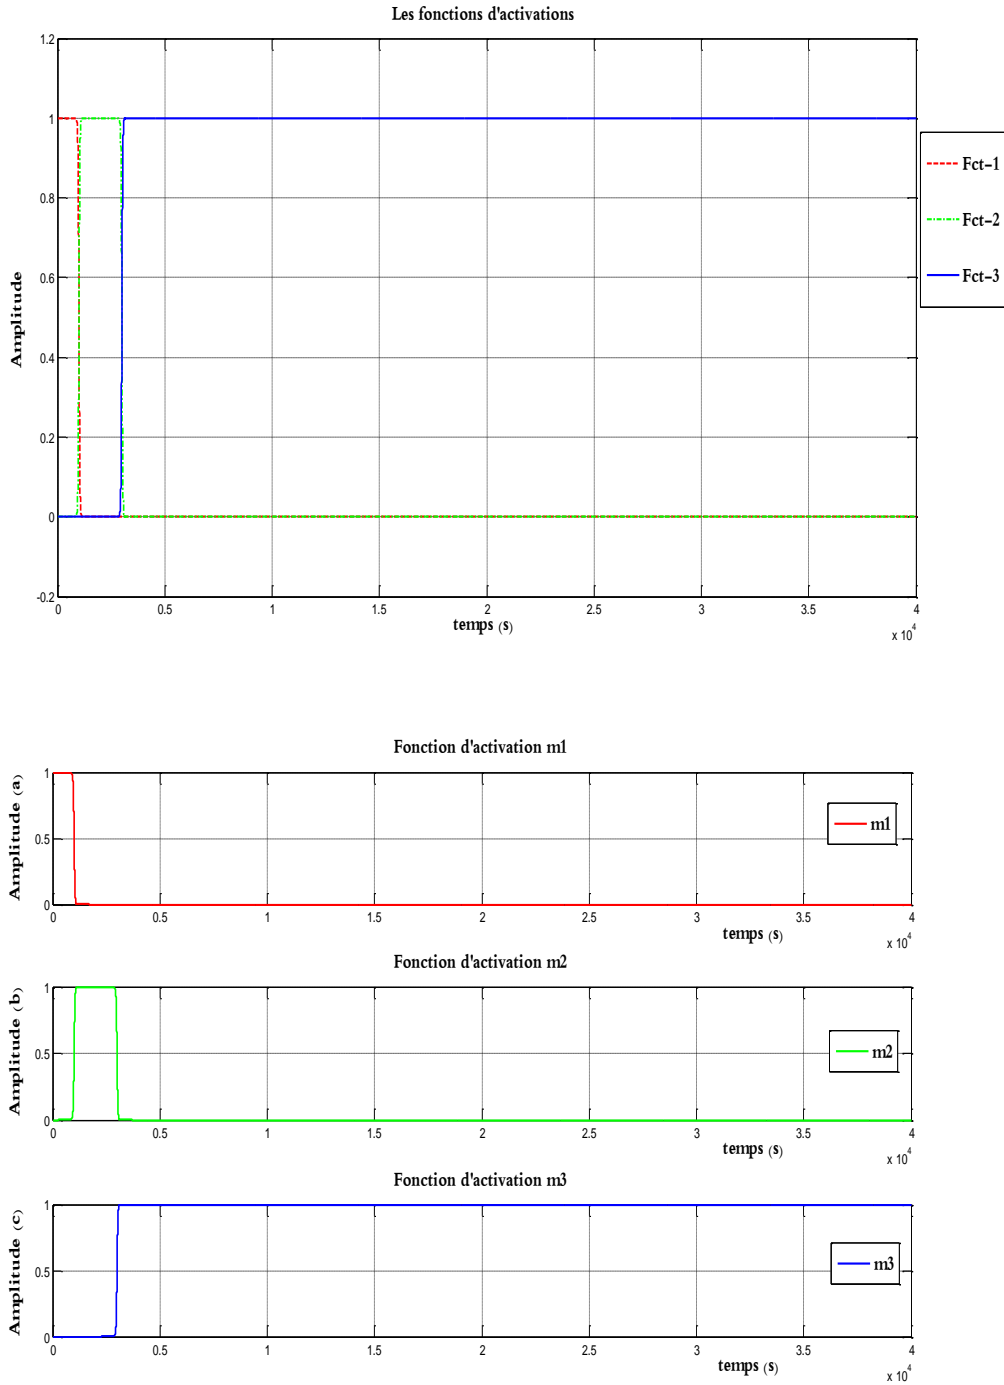 Les fonctions d'activations
1.2
1
0.8
0.6
0.4
0.2
0
-0.2
Amplitude
0 0.5 1 1.5 2 2.5 3 3.5 4
temps (s)
x 10^4
Fct-1
Fct-2
Fct-3
Fonction d'activation m1
Amplitude (a)
1
0.5
0
m1
0 0.5 1 1.5 2 2.5 3 3.5 4
temps (s)
x 10^4
Fonction d'activation m2
Amplitude (b)
1
0.5
0
m2
0 0.5 1 1.5 2 2.5 3 3.5 4
temps (s)
x 10^4
Fonction d'activation m3
Amplitude (c)
1
0.5
0
m3
0 0.5 1 1.5 2 2.5 3 3.5 4
temps (s)
x 10^4